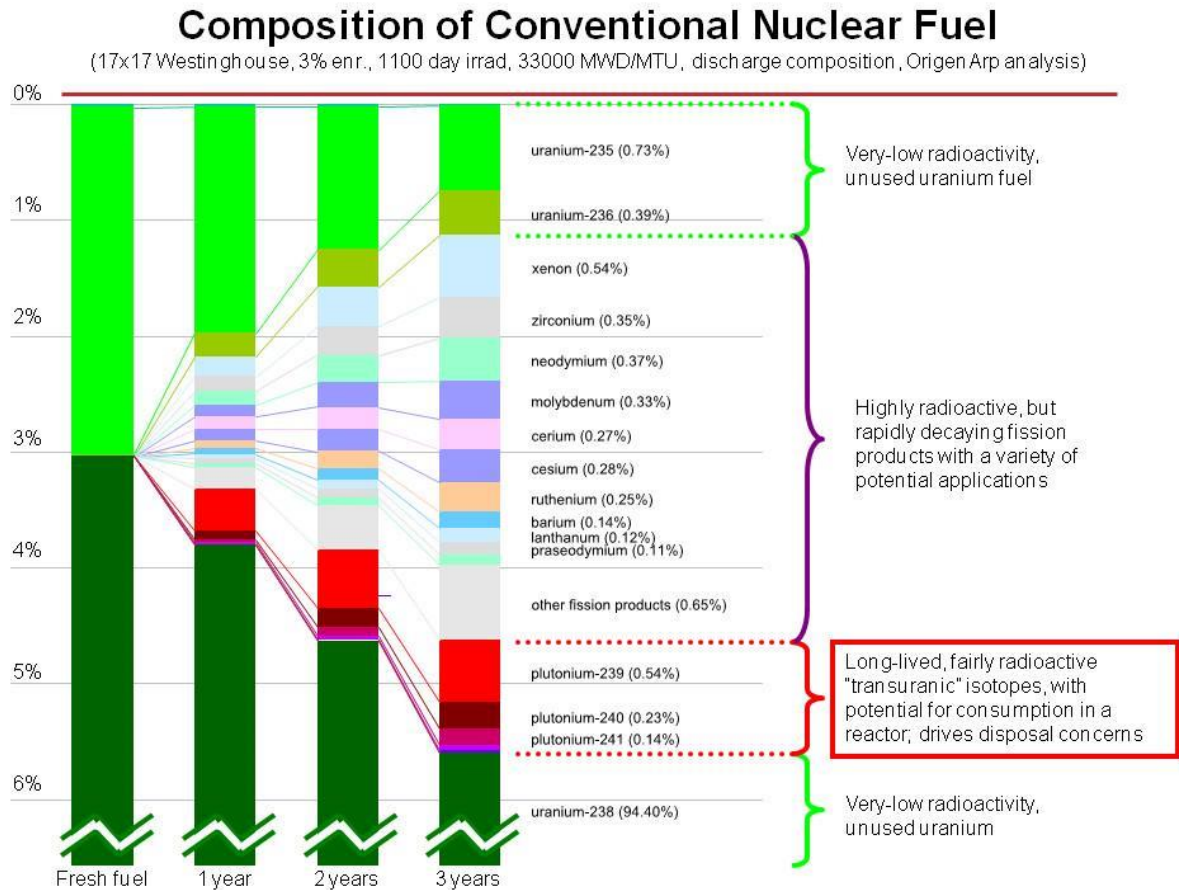 Composition of Conventional Nuclear Fuel
(17x17 Westinghouse, 3% enr., 1100 day irrad, 33000 MWD/MTU, discharge composition, Origen Arp analysis)
0%
1%
2%
3%
4%
5%
6%
uranium-235 (0.73%)
uranium-236 (0.39%)
xenon (0.54%)
zirconium (0.35%)
neodymium (0.37%)
molybdenum (0.33%)
cerium (0.27%)
cesium (0.28%)
ruthenium (0.25%)
barium (0.14%)
lanthanum (0.12%)
praseodymium (0.11%)
other fission products (0.65%)
plutonium-239 (0.54%)
plutonium-240 (0.23%)
plutonium-241 (0.14%)
uranium-238 (94.40%)
Very-low radioactivity,
unused uranium fuel
Highly radioactive, but
rapidly decaying fission
products with a variety of
potential applications
Long-lived, fairly radioactive
"transuranic" isotopes, with
potential for consumption in a
reactor; drives disposal concerns
Very-low radioactivity,
unused uranium
Fresh fuel
1 year
2 years
3 years